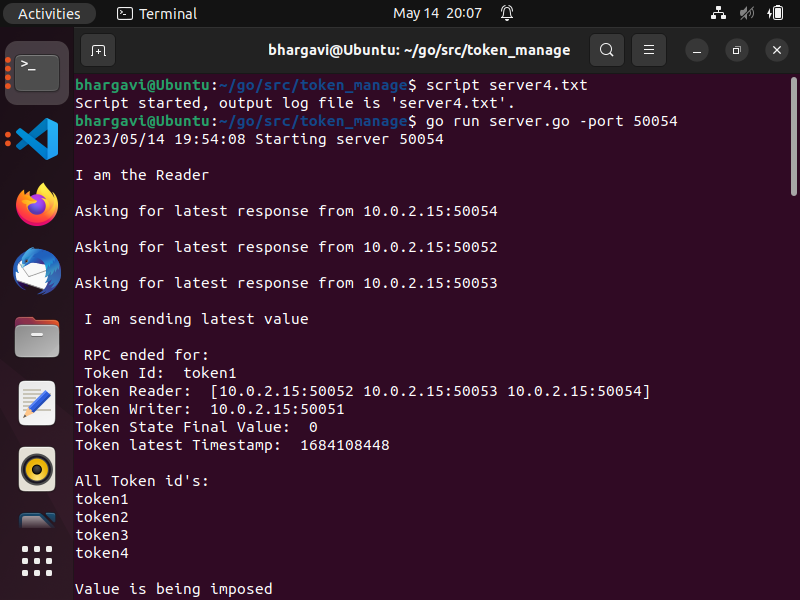 Activities
Terminal
May 14 20:07
bhargavi@Ubuntu: ~/go/src/token_manage
bhargavi@Ubuntu:~/go/src/token_manage$ script server4.txt
Script started, output log file is 'server4.txt'.
bhargavi@Ubuntu:~/go/src/token_manage$ go run server.go -port 50054
2023/05/14 19:54:08 Starting server 50054
I am the Reader
Asking for latest response from 10.0.2.15:50054
Asking for latest response from 10.0.2.15:50052
Asking for latest response from 10.0.2.15:50053
I am sending latest value
RPC ended for:
Token Id:  token1
Token Reader:  [10.0.2.15:50052 10.0.2.15:50053 10.0.2.15:50054]
Token Writer:  10.0.2.15:50051
Token State Final Value:  0
Token latest Timestamp:  1684108448
All Token id's:
token1
token2
token3
token4
Value is being imposed